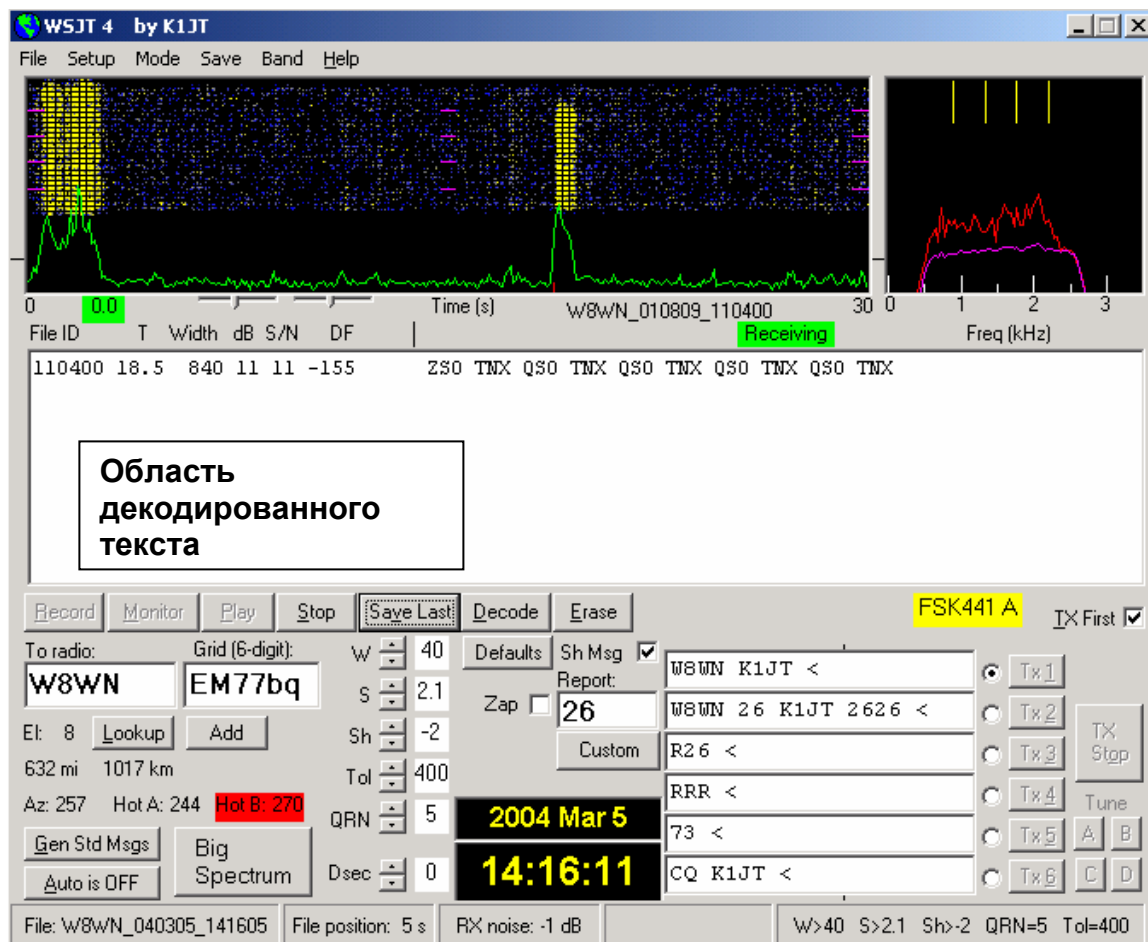 WSJT 4 by K1JT
File Setup Mode Save Band Help
0 0.0 Time (s) W8WN_010809_110400 30 0 1 2 3
File ID T Width dB S/N DF Receiving Freq (kHz)
110400 18.5 840 11 11 -155 ZSO TNX QSO TNX QSO TNX QSO TNX QSO TNX
Область
декодированного
текста
Record Monitor Play Stop Save Last Decode Erase FSK441 A TX First
To radio: Grid (6-digit): W 40 Defaults Sh Msg
W8WN EM77bq S 2.1 Zap Report: 26
W8WN K1JT < Tx1
W8WN 26 K1JT 2626 < Tx2
El: 8 Lookup Add Sh -2 Custom R26 < Tx3 TX Stop
632 mi 1017 km Tol 400
RRR < Tx4
Az: 257 Hot A: 244 Hot B: 270 QRN 5 2004 Mar 5 Tune
73 < Tx5 A B
Gen Std Msgs Big Spectrum Dsec 0 14:16:11
Auto is OFF CQ K1JT < Tx6 C D
File: W8WN_040305_141605 File position: 5 s RX noise: -1 dB W>40 S>2.1 Sh>-2 QRN=5 Tol=400